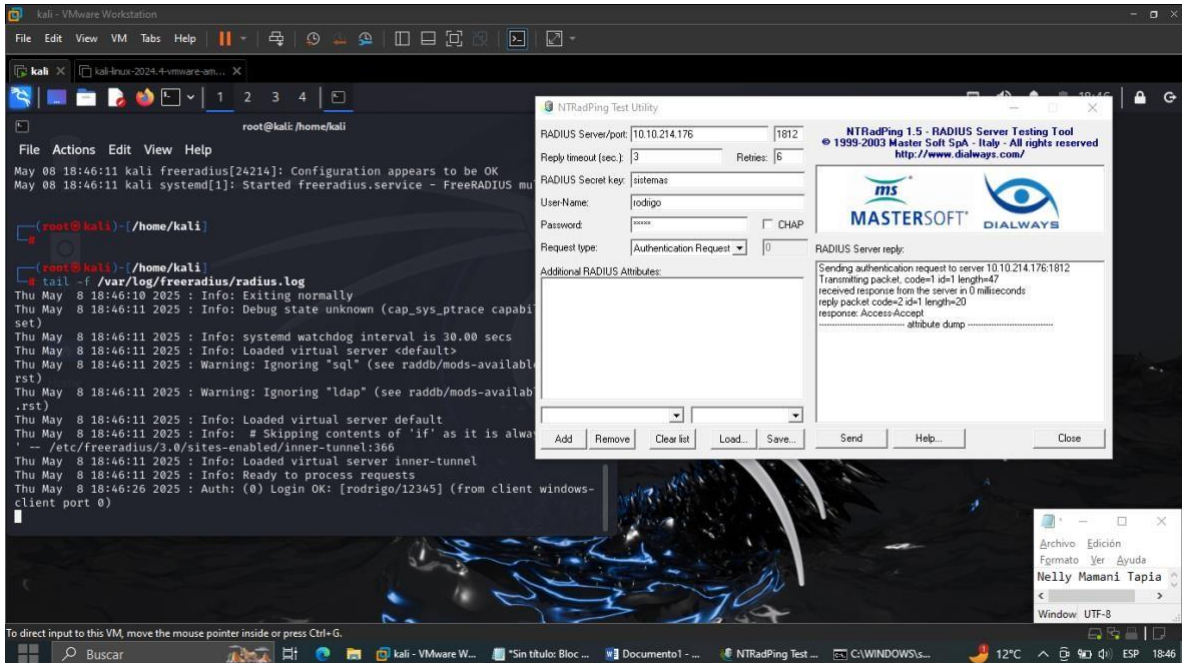 kali - VMware Workstation
File Edit View VM Tabs Help
kali
kali-linux-2024.4-vmware-am...
1 2 3 4
18:46
root@kali: /home/kali
File Actions Edit View Help
May 08 18:46:11 kali freeradius[24214]: Configuration appears to be OK
May 08 18:46:11 kali systemd[1]: Started freeradius.service - FreeRADIUS mu
(root㉿kali)-[/home/kali]
#
(root㉿kali)-[/home/kali]
# tail -f /var/log/freeradius/radius.log
Thu May 8 18:46:10 2025 : Info: Exiting normally
Thu May 8 18:46:11 2025 : Info: Debug state unknown (cap_sys_ptrace capabi
set)
Thu May 8 18:46:11 2025 : Info: systemd watchdog interval is 30.00 secs
Thu May 8 18:46:11 2025 : Info: Loaded virtual server <default>
Thu May 8 18:46:11 2025 : Warning: Ignoring "sql" (see raddb/mods-available
rst)
Thu May 8 18:46:11 2025 : Warning: Ignoring "ldap" (see raddb/mods-availab
.rst)
Thu May 8 18:46:11 2025 : Info: Loaded virtual server default
Thu May 8 18:46:11 2025 : Info: # Skipping contents of 'if' as it is alwa
' -- /etc/freeradius/3.0/sites-enabled/inner-tunnel:366
Thu May 8 18:46:11 2025 : Info: Loaded virtual server inner-tunnel
Thu May 8 18:46:11 2025 : Info: Ready to process requests
Thu May 8 18:46:26 2025 : Auth: (0) Login OK: [rodrigo/12345] (from client windows-
client port 0)
NTRadPing Test Utility
RADIUS Server/port: 10.10.214.176 1812
Reply timeout (sec.): 3 Retries: 6
RADIUS Secret key: sistemas
User-Name: rodrigo
Password: xxxxx CHAP
Request type: Authentication Request 0
Additional RADIUS Attributes:
Add Remove Clear list Load... Save...
NTRadPing 1.5 - RADIUS Server Testing Tool
© 1999-2003 Master Soft SpA - Italy - All rights reserved
http://www.dialways.com/
ms
MASTERSOFT DIALWAYS
RADIUS Server reply:
Sending authentication request to server 10.10.214.176:1812
Transmitting packet, code=1 id=1 length=47
received response from the server in 0 milliseconds
reply packet code=2 id=1 length=20
response: Access-Accept
---------------------------- attribute dump ----------------------------
Send Help... Close
Archivo Edición
Formato Ver Ayuda
Nelly Mamani Tapia
Window UTF-8
To direct input to this VM, move the mouse pointer inside or press Ctrl+G.
Buscar
kali - VMware W...
*Sin título: Bloc ...
Documento1 - ...
NTRadPing Test ...
C:\WINDOWS\s...
12°C
ESP
18:46